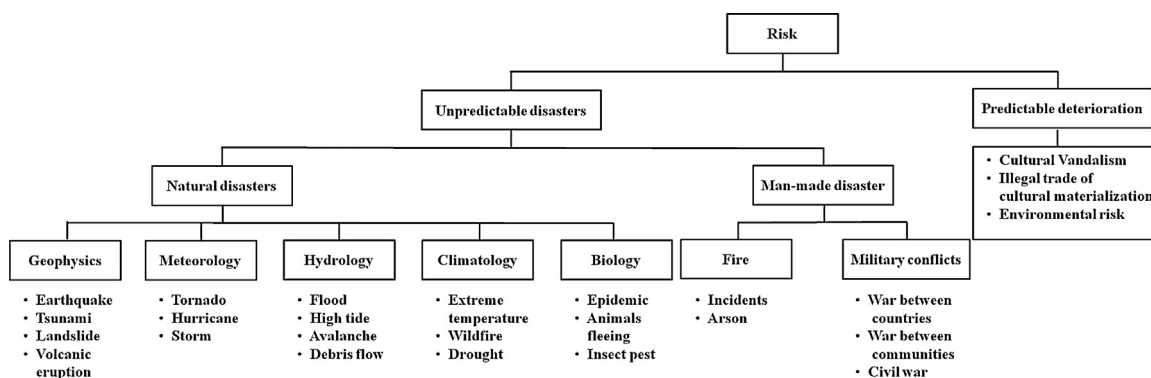 Risk
Unpredictable disasters
Predictable deterioration
• Cultural Vandalism
• Illegal trade of
cultural materialization
• Environmental risk
Natural disasters
Man-made disaster
Geophysics
Meteorology
Hydrology
Climatology
Biology
Fire
Military conflicts
• Earthquake
• Tsunami
• Landslide
• Volcanic
eruption
• Tornado
• Hurricane
• Storm
• Flood
• High tide
• Avalanche
• Debris flow
• Extreme
temperature
• Wildfire
• Drought
• Epidemic
• Animals
fleeing
• Insect pest
• Incidents
• Arson
• War between
countries
• War between
communities
• Civil war